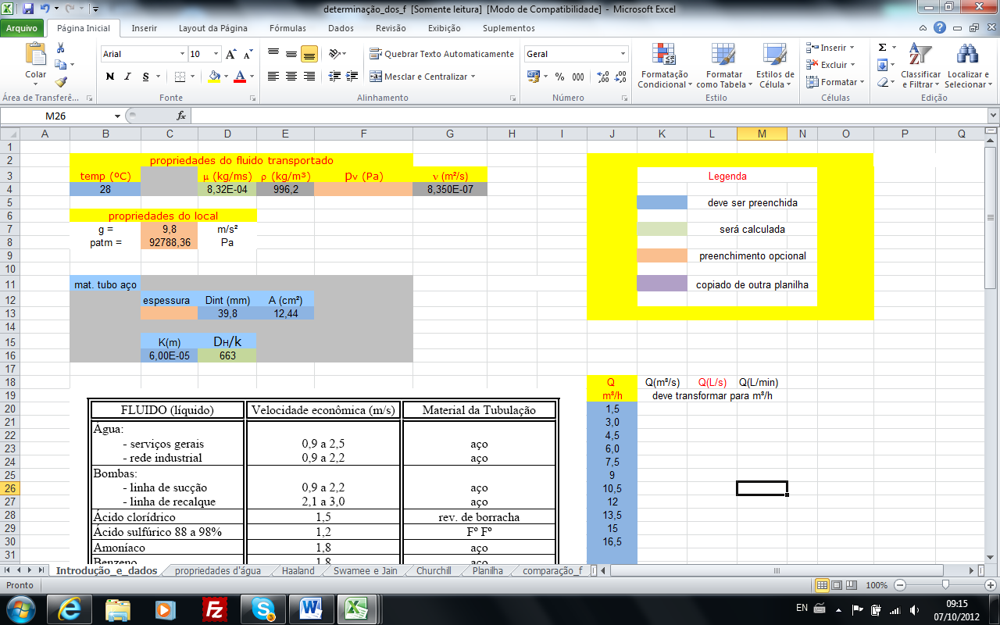 determinação_dos_f [Somente leitura] [Modo de Compatibilidade] - Microsoft Excel
Arquivo Página Inicial Inserir Layout da Página Fórmulas Dados Revisão Exibição Suplementos
Colar
Arial 10
N I S
Quebrar Texto Automaticamente
Mesclar e Centralizar
Geral
% 000
Formatação Condicional
Formatar como Tabela
Estilos de Célula
Inserir
Excluir
Formatar
Classificar e Filtrar
Localizar e Selecionar
Área de Transferê... Fonte Alinhamento Número Estilo Células Edição
M26 fx
A B C D E F G H I J K L M N O P Q
1
2 propriedades do fluido transportado
3 temp (ºC) μ (kg/ms) ρ (kg/m³) pv (Pa) ν (m²/s) Legenda
4 28 8,32E-04 996,2 8,350E-07
5 deve ser preenchida
6 propriedades do local
7 g = 9,8 m/s² será calculada
8 patm = 92788,36 Pa
9 preenchimento opcional
10
11 mat. tubo aço copiado de outra planilha
12 espessura Dint (mm) A (cm²)
13 39,8 12,44
14
15 K(m) DH/k
16 6,00E-05 663
17
18 Q Q(m³/s) Q(L/s) Q(L/min)
19 m³/h deve transformar para m³/h
20 FLUIDO (líquido) Velocidade econômica (m/s) Material da Tubulação 1,5
21 Água: 3,0
22 - serviços gerais 0,9 a 2,5 aço 4,5
23 - rede industrial 0,9 a 2,2 aço 6,0
24 7,5
25 Bombas: 9
26 - linha de sucção 0,9 a 2,2 aço 10,5
27 - linha de recalque 2,1 a 3,0 aço 12
28 Ácido clorídrico 1,5 rev. de borracha 13,5
29 Ácido sulfúrico 88 a 98% 1,2 Fº Fº 15
30 Amoníaco 1,8 aço 16,5
31 Benzeno 1,8 aço
Introdução_e_dados propriedades d'água Haaland Swamee e Jain Churchill Planilha comparação_f
Pronto 100%
EN 09:15
07/10/2012